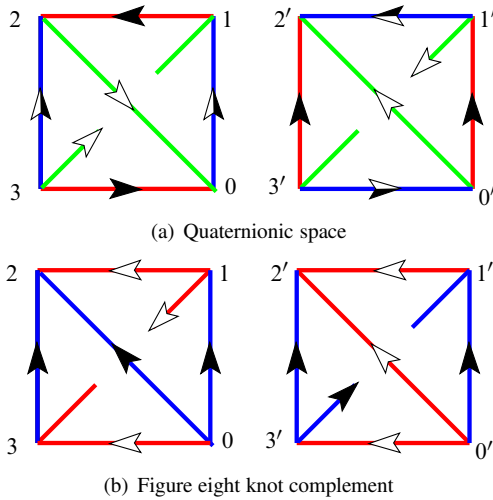 2 1 2′ 1′
3 0 3′ 0′
(a) Quaternionic space
2 1 2′ 1′
3 0 3′ 0′
(b) Figure eight knot complement